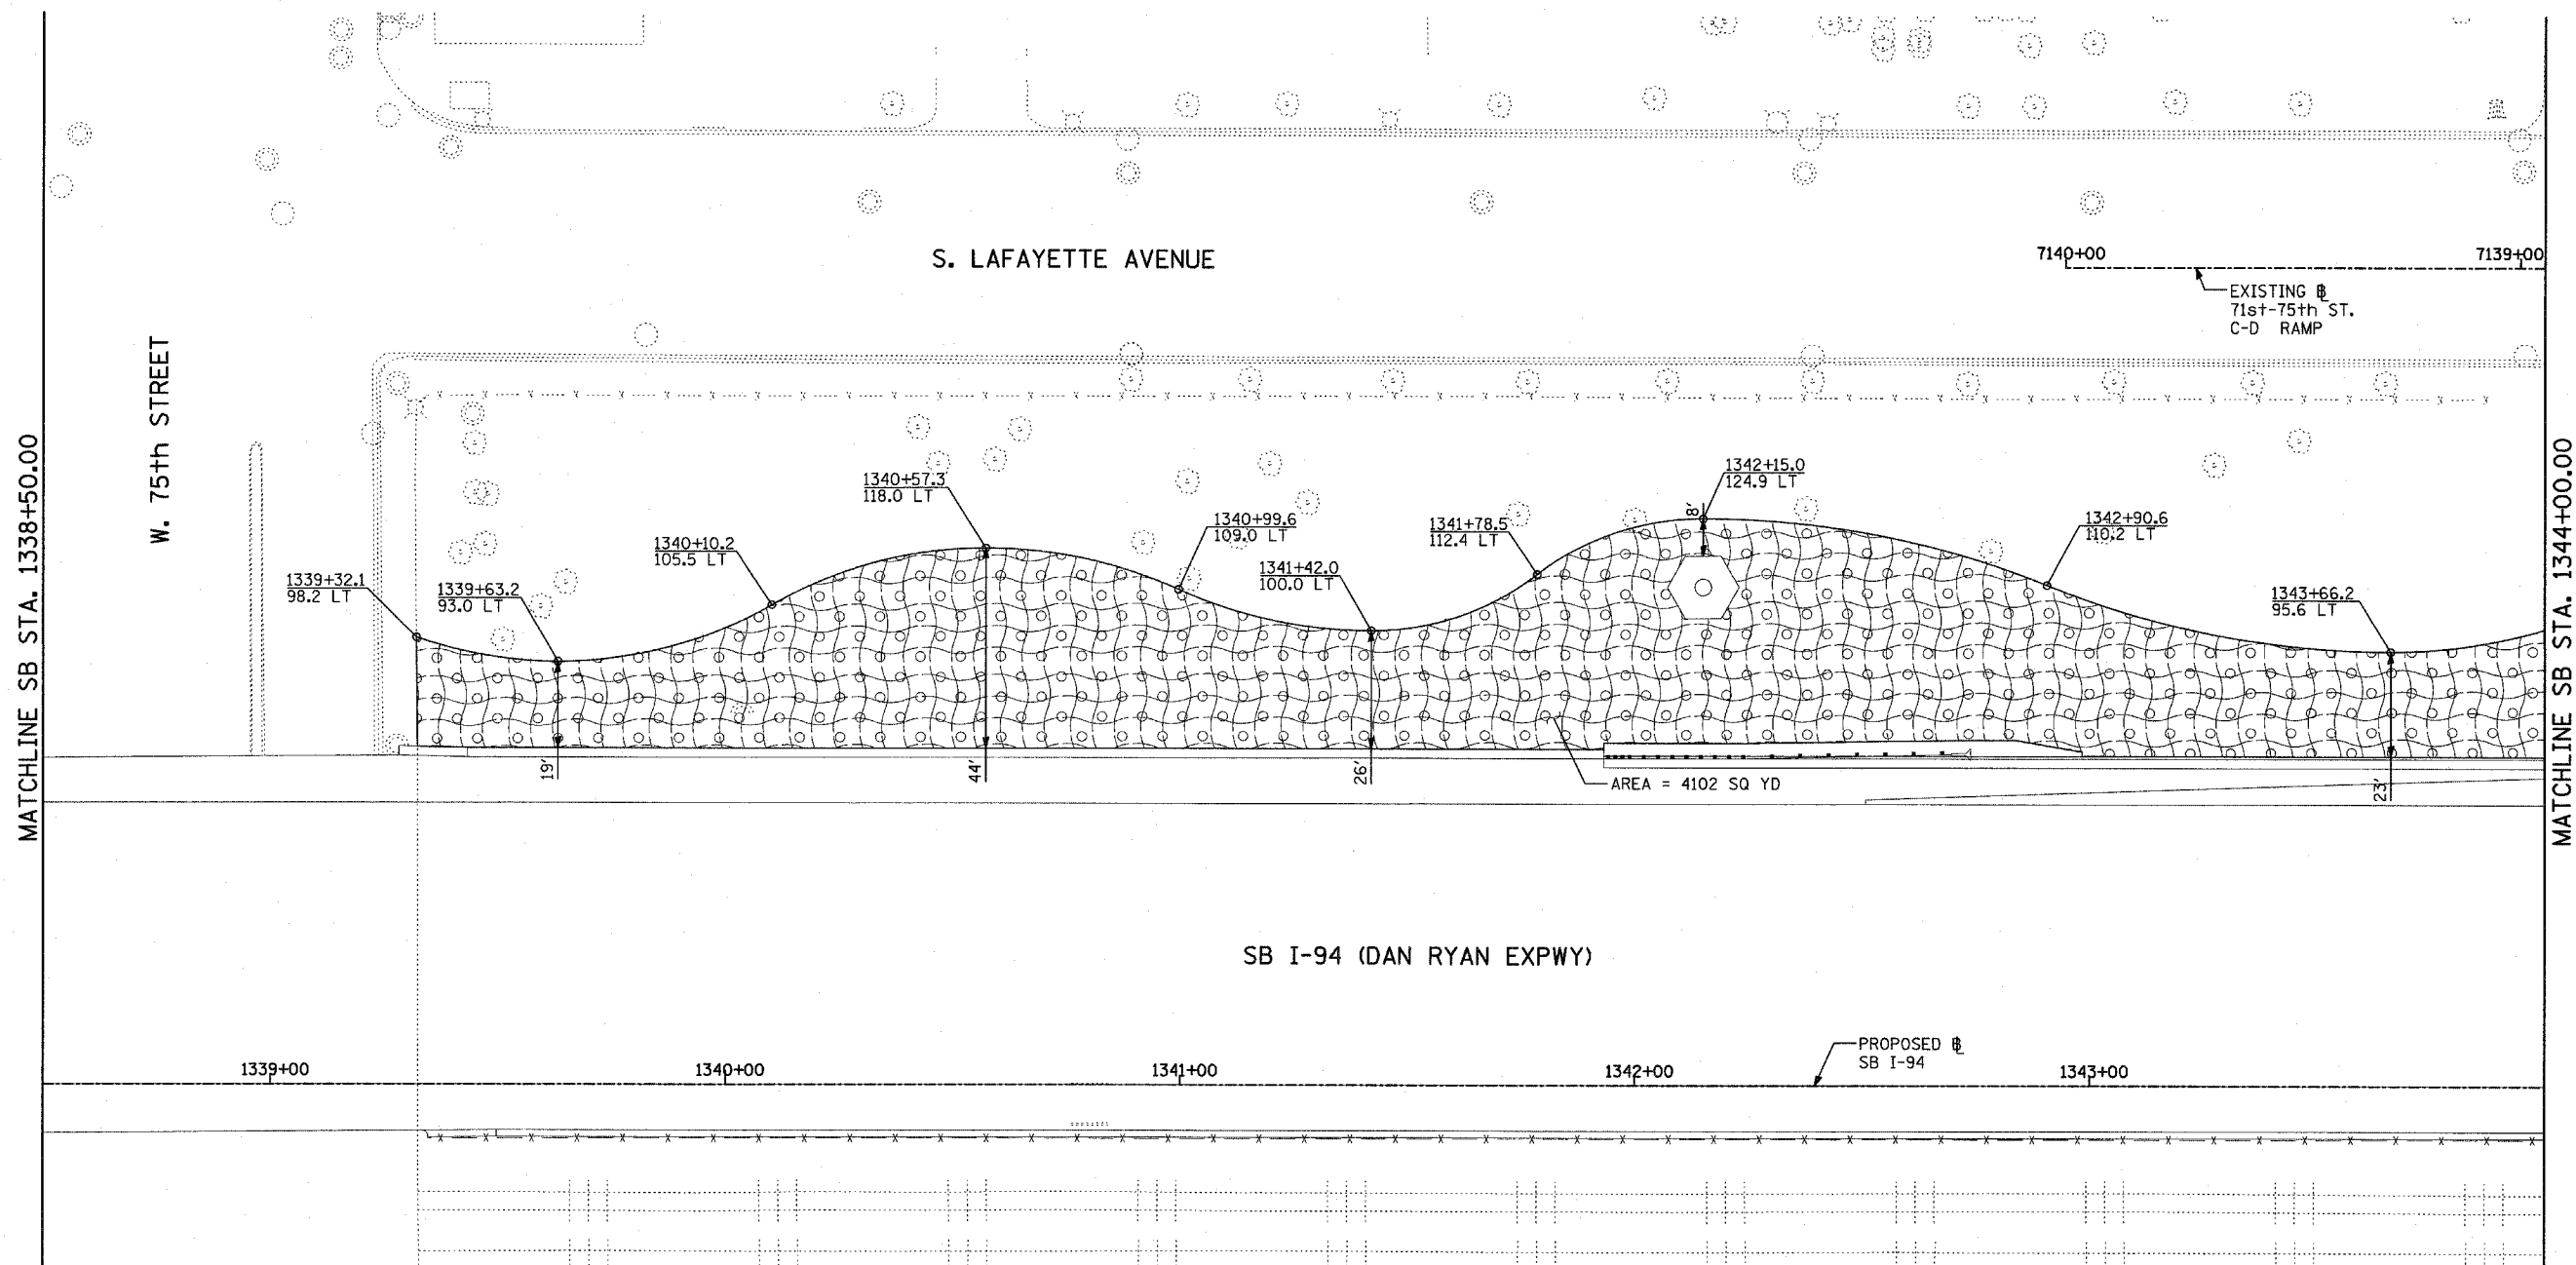 S. LAFAYETTE AVENUE
7140+00
7139+00
EXISTING ℄
71st-75th ST.
C-D RAMP
W. 75th STREET
MATCHLINE SB STA. 1338+50.00
MATCHLINE SB STA. 1344+00.00
1339+32.1
98.2 LT
1339+63.2
93.0 LT
1340+10.2
105.5 LT
1340+57.3
118.0 LT
1340+99.6
109.0 LT
1341+42.0
100.0 LT
1341+78.5
112.4 LT
1342+15.0
124.9 LT
8'
1342+90.6
110.2 LT
1343+66.2
95.6 LT
19'
44'
26'
23'
AREA = 4102 SQ YD
SB I-94 (DAN RYAN EXPWY)
1339+00
1340+00
1341+00
1342+00
1343+00
PROPOSED ℄
SB I-94